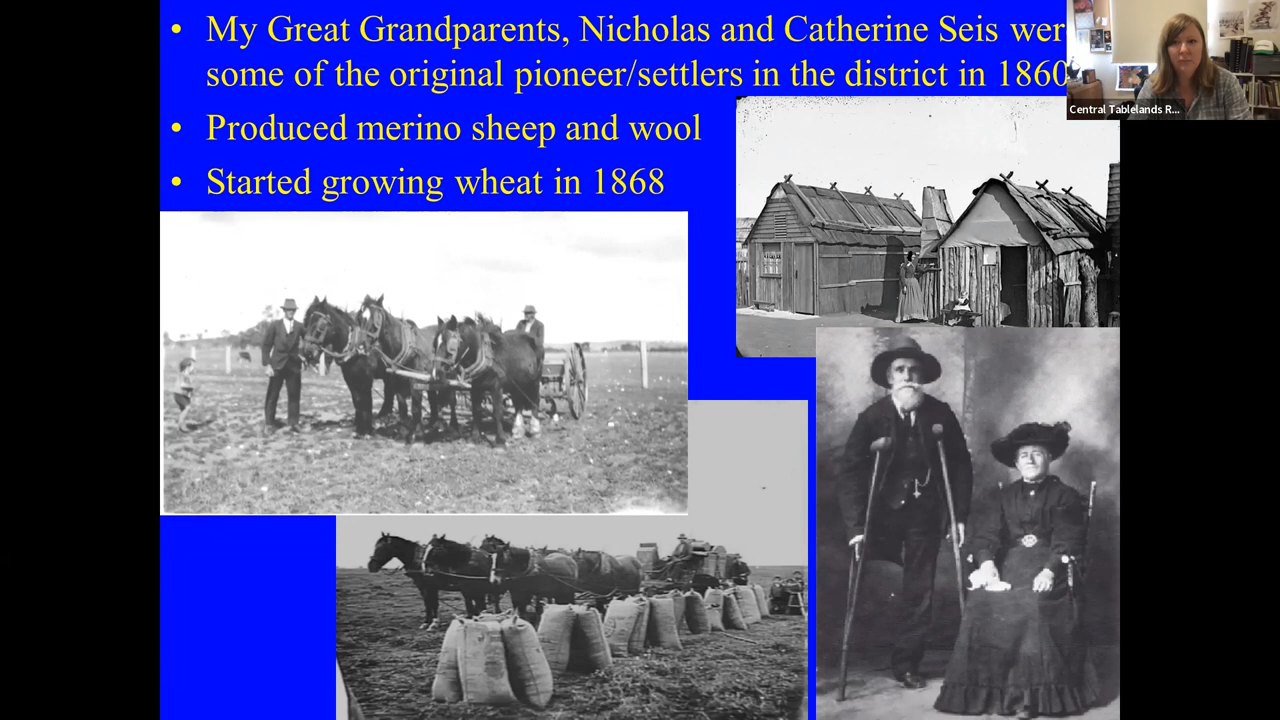 • My Great Grandparents, Nicholas and Catherine Seis wer
some of the original pioneer/settlers in the district in 1860
• Produced merino sheep and wool
• Started growing wheat in 1868
Central Tablelands R...